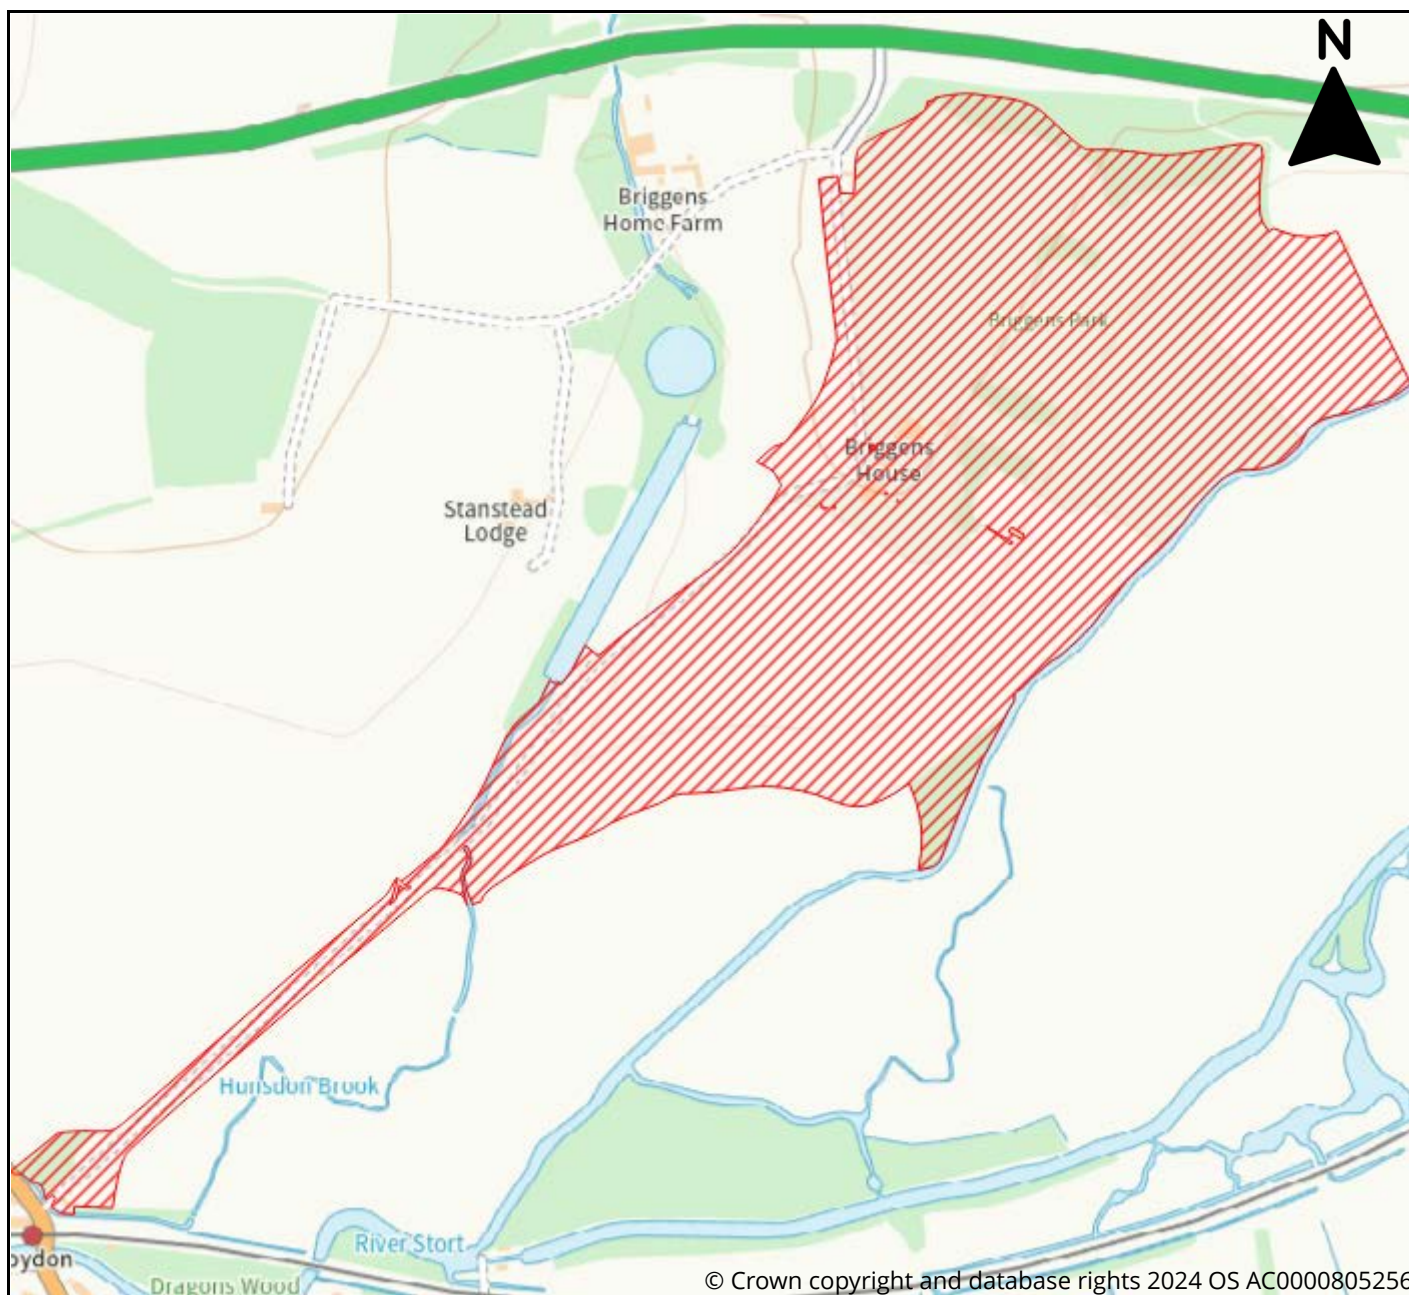 N
Briggens
Home Farm
Briggens Park
Briggens
House
Stanstead
Lodge
Hunsdon Brook
River Stort
oydon
Dragons Wood
© Crown copyright and database rights 2024 OS AC0000805256